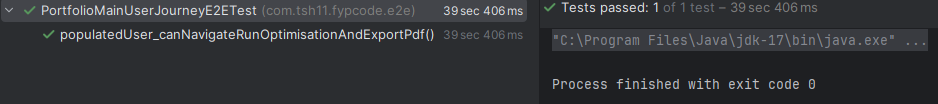 PortfolioMainUserJourneyE2ETest (com.tsh11.fypcode.e2e) 39 sec 406 ms
populatedUser_canNavigateRunOptimisationAndExportPdf() 39 sec 406 ms
Tests passed: 1 of 1 test – 39 sec 406 ms
"C:\Program Files\Java\jdk-17\bin\java.exe" ...
Process finished with exit code 0